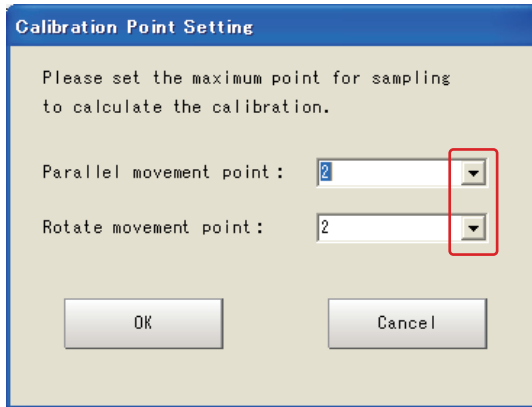 Calibration Point Setting
Please set the maximum point for sampling
to calculate the calibration.
Parallel movement point: 2
Rotate movement point: 2
OK Cancel